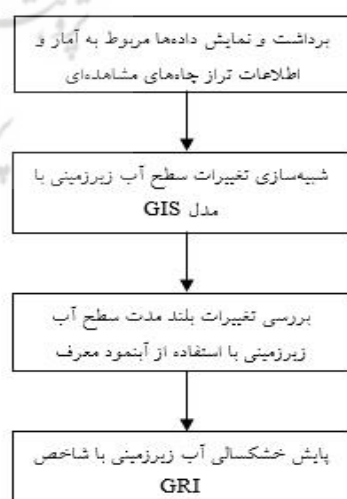 برداشت و نمایش داده‌ها مربوط به آمار و
اطلاعات تراز چاه‌های مشاهده‌ای
شبیه‌سازی تغییرات سطح آب زیرزمینی با
مدل GIS
بررسی تغییرات بلند مدت سطح آب
زیرزمینی با استفاده از آبنمود معرف
پایش خشکسالی آب زیرزمینی با شاخص
GRI